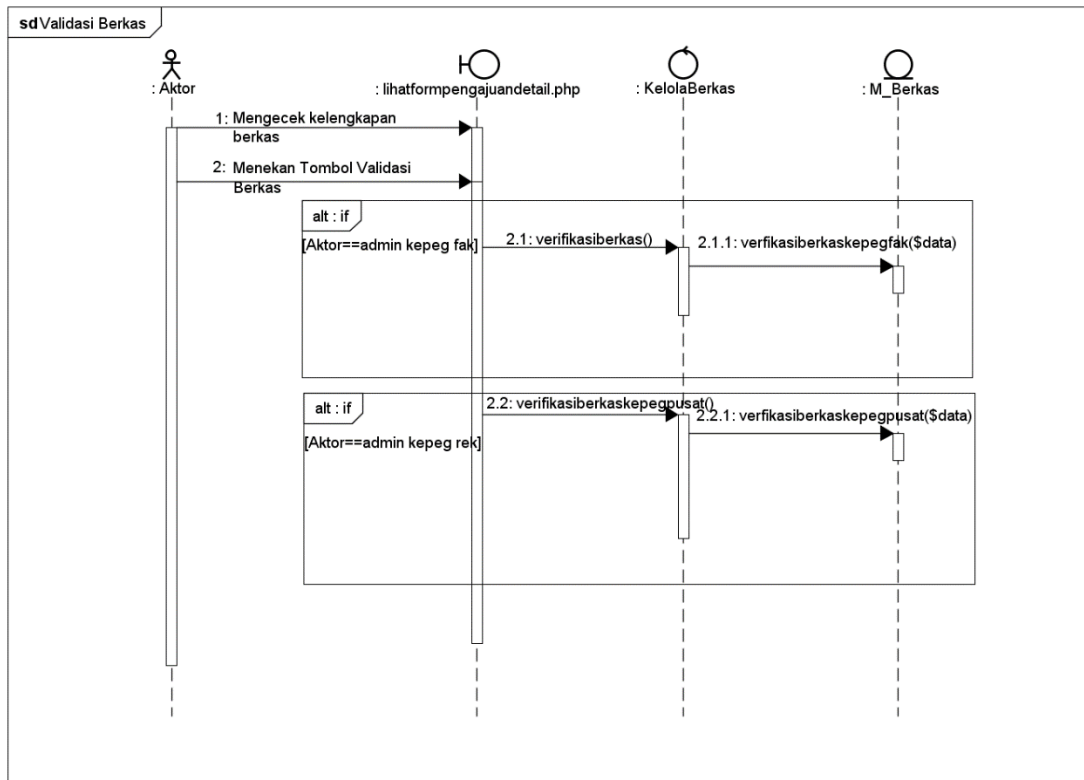 sd Validasi Berkas
: Aktor
: lihatformpengajuandetail.php
: KelolaBerkas
: M_Berkas
1: Mengecek kelengkapan
berkas
2: Menekan Tombol Validasi
Berkas
alt : if
[Aktor==admin kepeg fak]
2.1: verifikasiberkas()
2.1.1: verfikasiberkaskepegfak($data)
alt : if
2.2: verifikasiberkaskepegpusat()
2.2.1: verfikasiberkaskepegpusat($data)
[Aktor==admin kepeg rek]